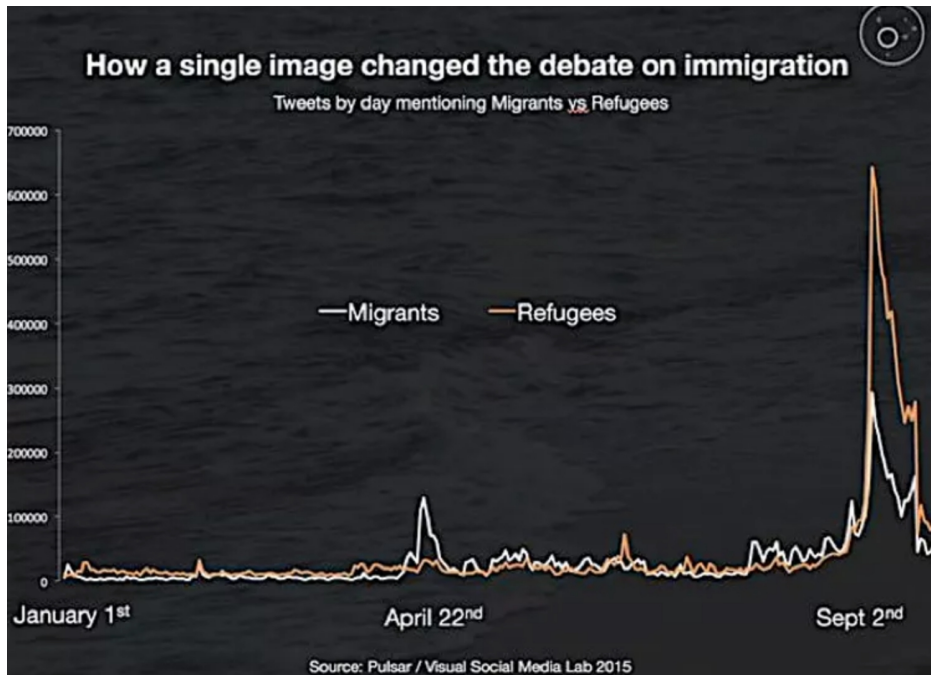 How a single image changed the debate on immigration
Tweets by day mentioning Migrants vs Refugees
700000
600000
500000
400000
300000
200000
100000
0
Migrants Refugees
January 1st April 22nd Sept 2nd
Source: Pulsar / Visual Social Media Lab 2015